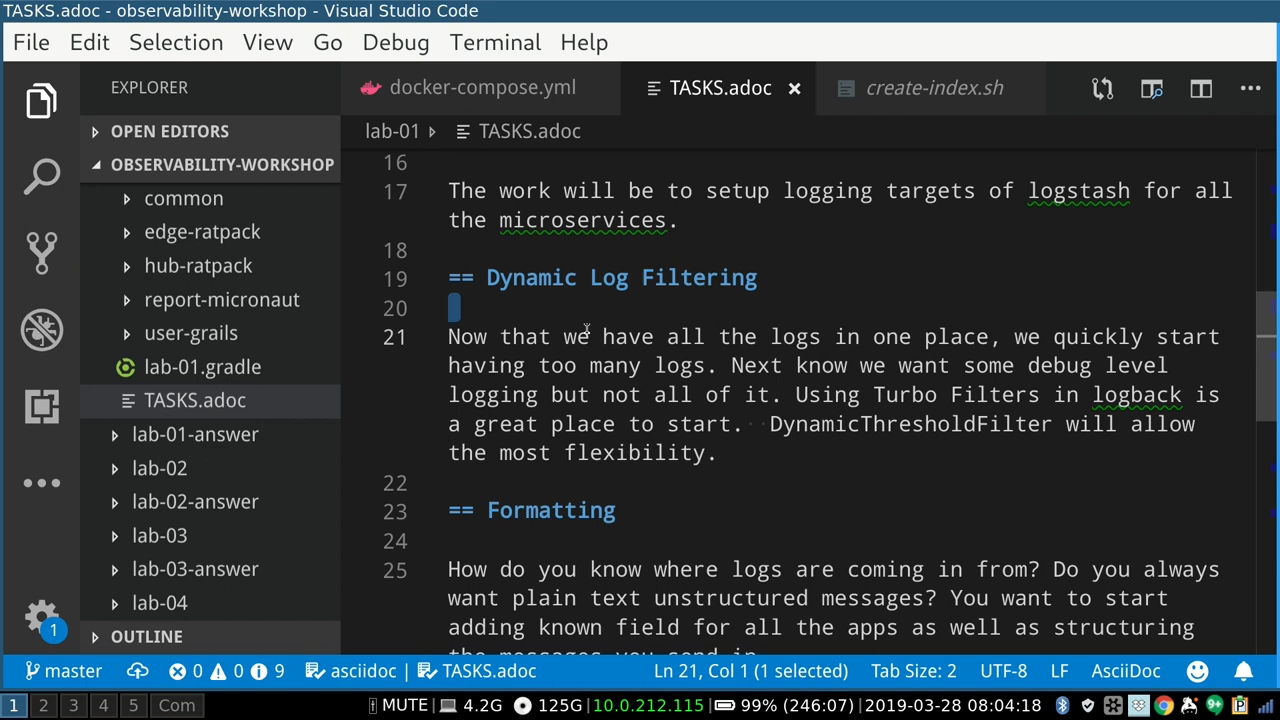 TASKS.adoc - observability-workshop - Visual Studio Code
File Edit Selection View Go Debug Terminal Help
EXPLORER
docker-compose.yml
TASKS.adoc
create-index.sh
OPEN EDITORS
OBSERVABILITY-WORKSHOP
common
edge-ratpack
hub-ratpack
report-micronaut
user-grails
lab-01.gradle
TASKS.adoc
lab-01-answer
lab-02
lab-02-answer
lab-03
lab-03-answer
lab-04
OUTLINE
1
lab-01 TASKS.adoc
16
17 The work will be to setup logging targets of logstash for all
the microservices.
18
19 == Dynamic Log Filtering
20
21 Now that we have all the logs in one place, we quickly start
having too many logs. Next know we want some debug level
logging but not all of it. Using Turbo Filters in logback is
a great place to start. DynamicThresholdFilter will allow
the most flexibility.
22
23 == Formatting
24
25 How do you know where logs are coming in from? Do you always
want plain text unstructured messages? You want to start
adding known field for all the apps as well as structuring
the messages you send in.
master 0 0 9 asciidoc | TASKS.adoc Ln 21, Col 1 (1 selected) Tab Size: 2 UTF-8 LF AsciiDoc
1 2 3 4 5 Com MUTE 4.2G 125G 10.0.212.115 99% (246:07) 2019-03-28 08:04:18